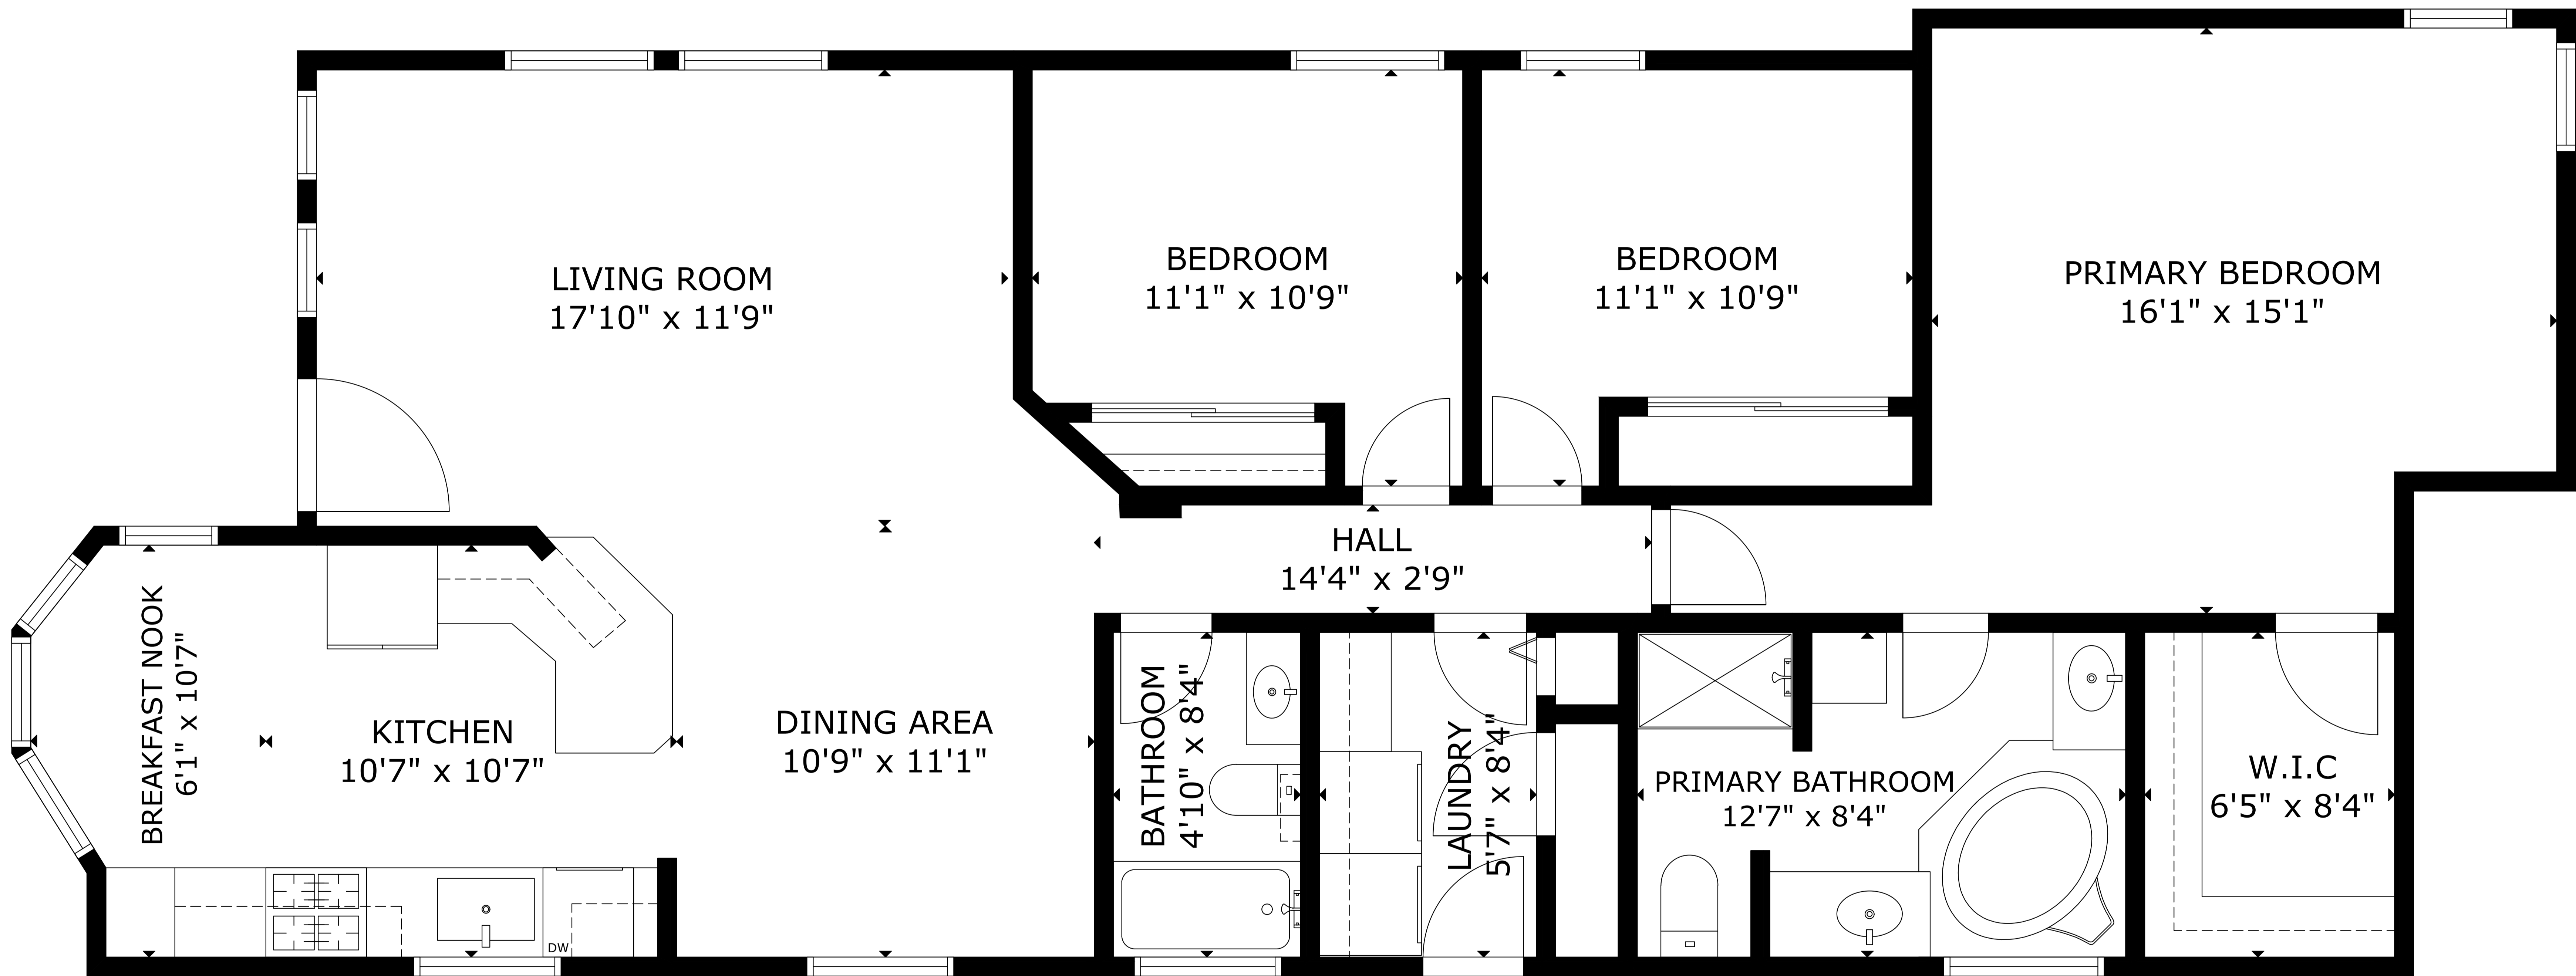 LIVING ROOM
17'10" x 11'9"
BEDROOM
11'1" x 10'9"
BEDROOM
11'1" x 10'9"
PRIMARY BEDROOM
16'1" x 15'1"
HALL
14'4" x 2'9"
BREAKFAST NOOK
6'1" x 10'7"
KITCHEN
10'7" x 10'7"
DINING AREA
10'9" x 11'1"
BATHROOM
4'10" x 8'4"
LAUNDRY
5'7" x 8'4"
PRIMARY BATHROOM
12'7" x 8'4"
W.I.C
6'5" x 8'4"
DW